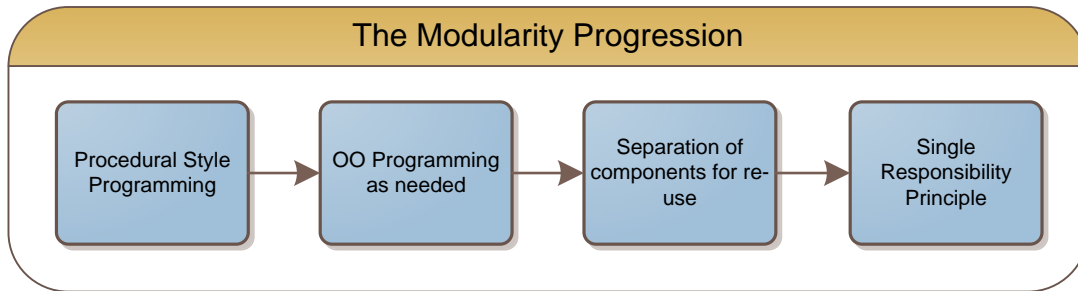 The Modularity Progression
Procedural Style
Programming
OO Programming
as needed
Separation of
components for re-
use
Single
Responsibility
Principle